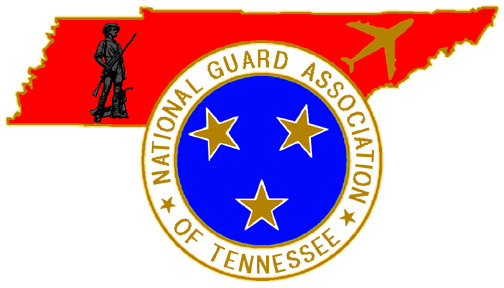 NATIONAL GUARD ASSOCIATION
OF TENNESSEE